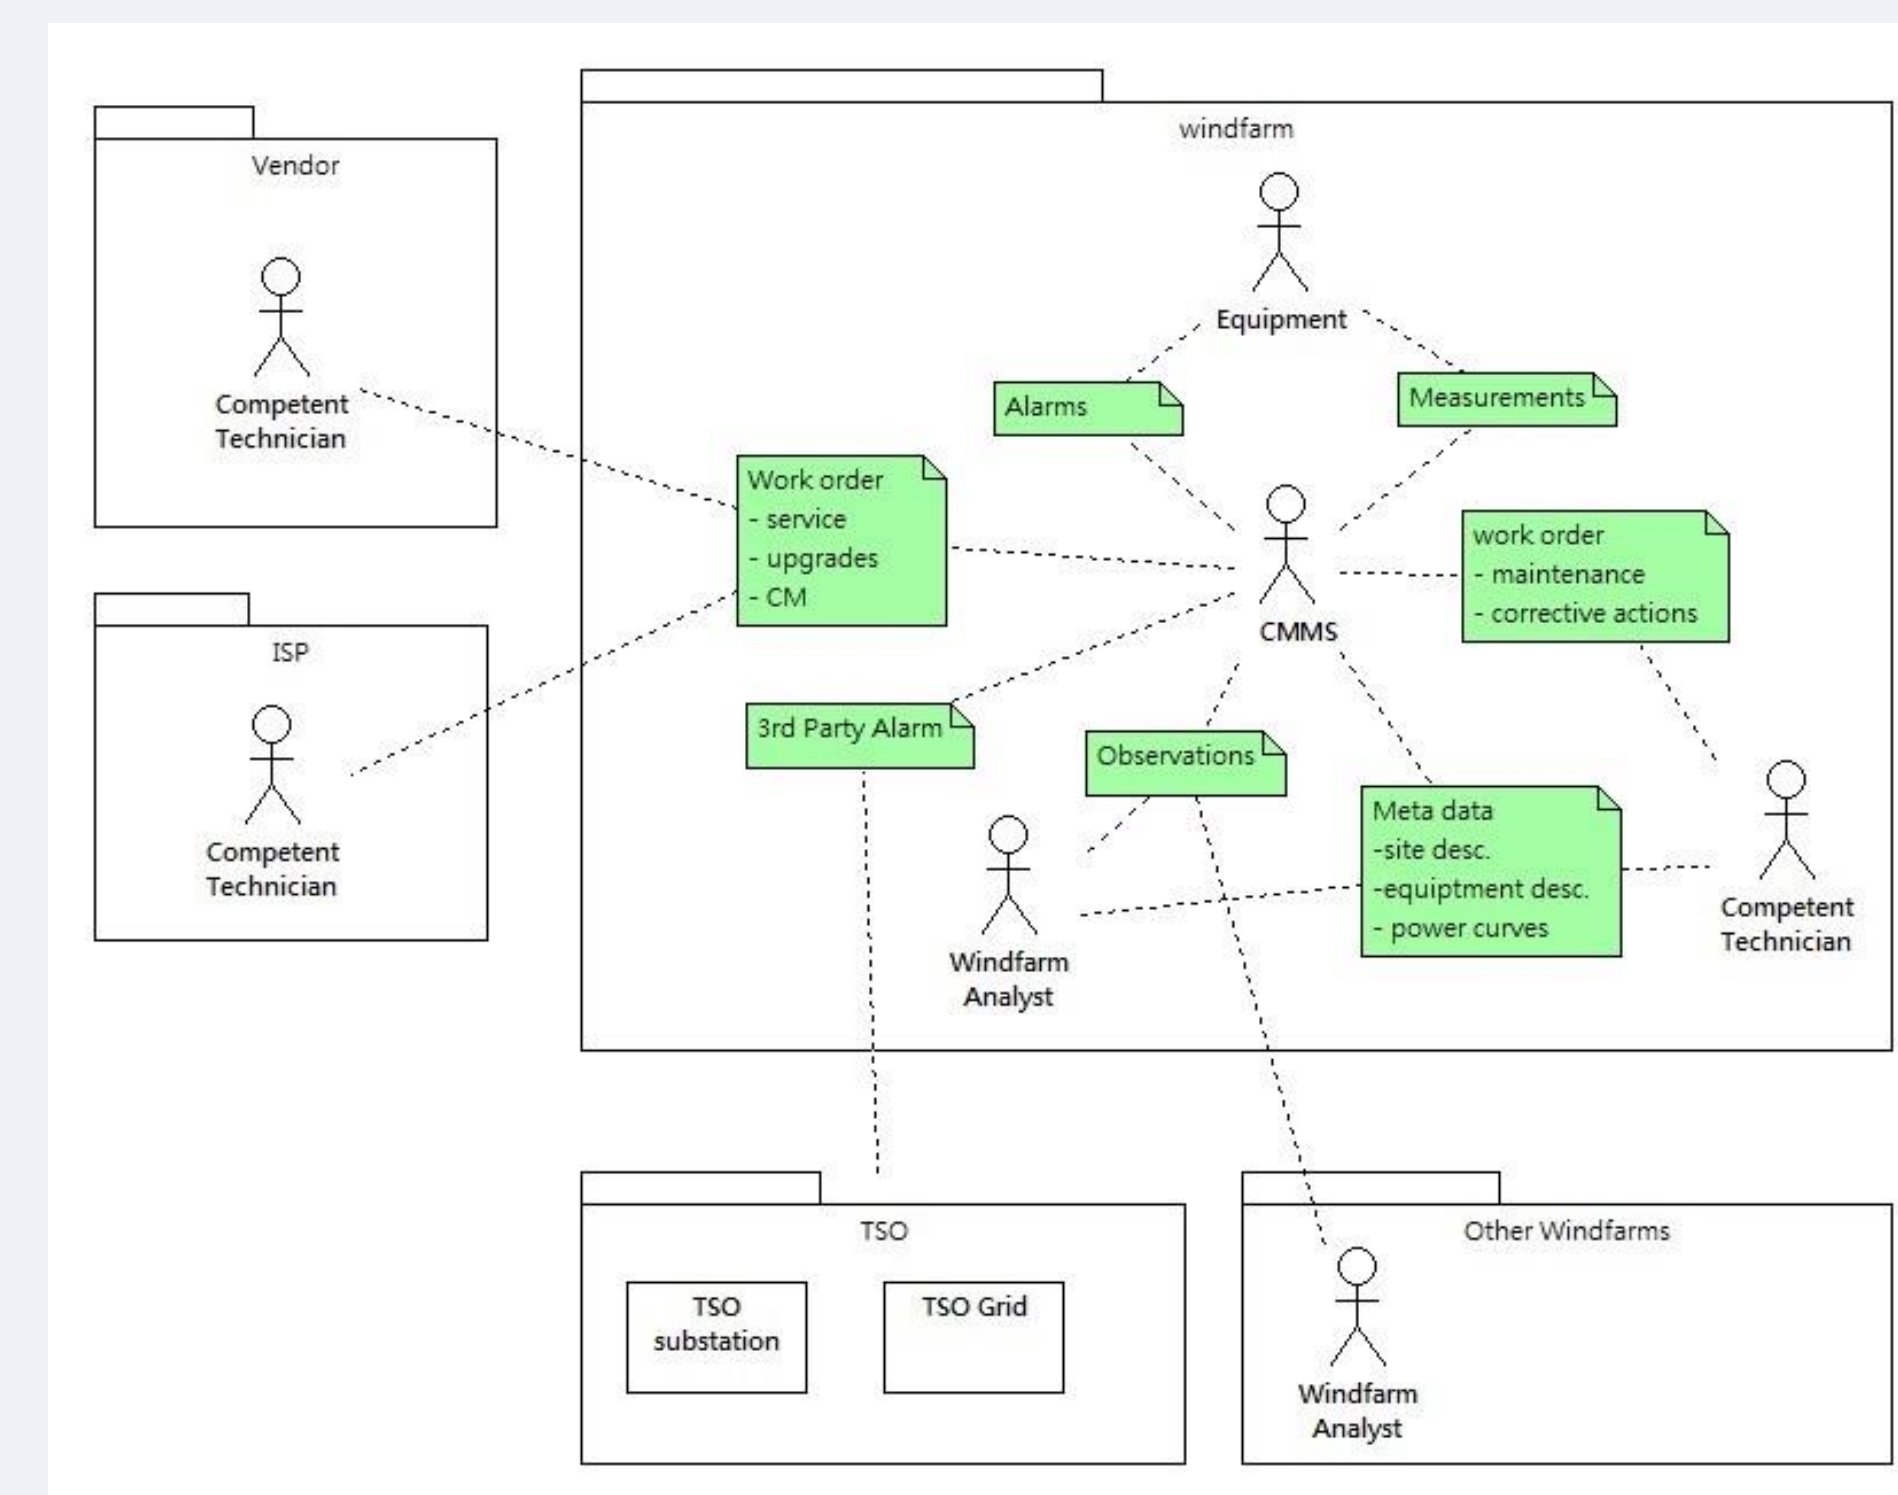 windfarm
Vendor
Equipment
Competent
Technician
Alarms
Measurements
Work order
- service
- upgrades
- CM
work order
- maintenance
- corrective actions
CMMS
ISP
3rd Party Alarm
Observations
Competent
Technician
Meta data
-site desc.
-equiptment desc.
- power curves
Competent
Technician
Windfarm
Analyst
TSO
TSO
substation
TSO Grid
Other Windfarms
Windfarm
Analyst